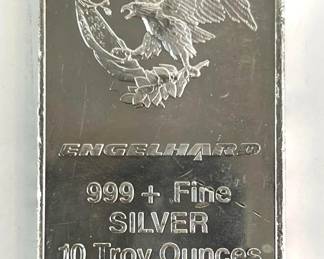 ENGELHARD
999 + Fine
SILVER
10 Troy Ounces